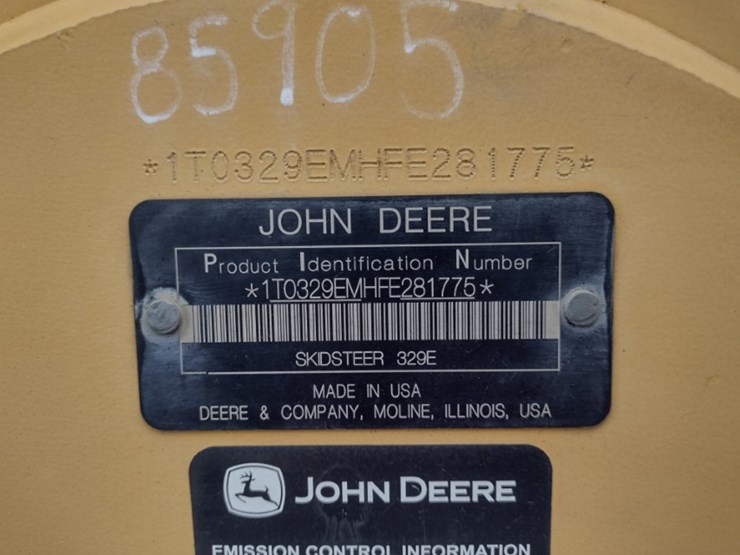 85905
*1T0329EMHFE281775*
JOHN DEERE
Product Identification Number
*1T0329EMHFE281775*
SKIDSTEER 329E
MADE IN USA
DEERE & COMPANY, MOLINE, ILLINOIS, USA
JOHN DEERE
EMISSION CONTROL INFORMATION